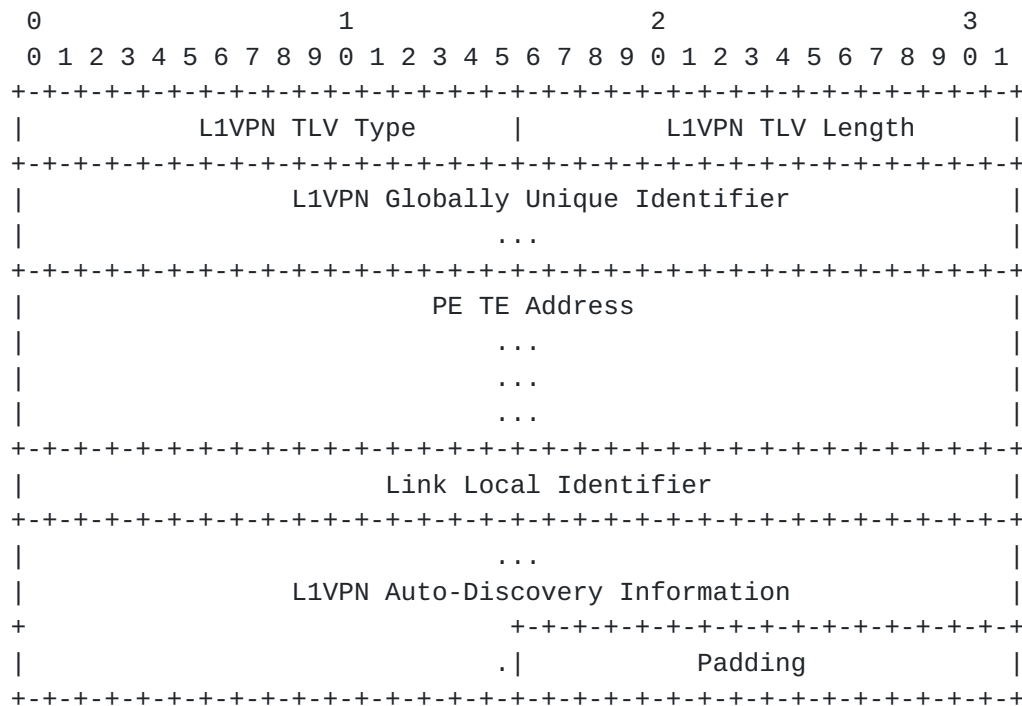 0                   1                   2                   3
 0 1 2 3 4 5 6 7 8 9 0 1 2 3 4 5 6 7 8 9 0 1 2 3 4 5 6 7 8 9 0 1
+-+-+-+-+-+-+-+-+-+-+-+-+-+-+-+-+-+-+-+-+-+-+-+-+-+-+-+-+-+-+-+-+
|           L1VPN TLV Type      |         L1VPN TLV Length      |
+-+-+-+-+-+-+-+-+-+-+-+-+-+-+-+-+-+-+-+-+-+-+-+-+-+-+-+-+-+-+-+-+
|                 L1VPN Globally Unique Identifier              |
|                              ...                              |
+-+-+-+-+-+-+-+-+-+-+-+-+-+-+-+-+-+-+-+-+-+-+-+-+-+-+-+-+-+-+-+-+
|                          PE TE Address                        |
|                              ...                              |
|                              ...                              |
|                              ...                              |
+-+-+-+-+-+-+-+-+-+-+-+-+-+-+-+-+-+-+-+-+-+-+-+-+-+-+-+-+-+-+-+-+
|                       Link Local Identifier                   |
+-+-+-+-+-+-+-+-+-+-+-+-+-+-+-+-+-+-+-+-+-+-+-+-+-+-+-+-+-+-+-+-+
|                              ...                              |
|                 L1VPN Auto-Discovery Information              |
+                               +-+-+-+-+-+-+-+-+-+-+-+-+-+-+-+-+
|                              .|           Padding             |
+-+-+-+-+-+-+-+-+-+-+-+-+-+-+-+-+-+-+-+-+-+-+-+-+-+-+-+-+-+-+-+-+